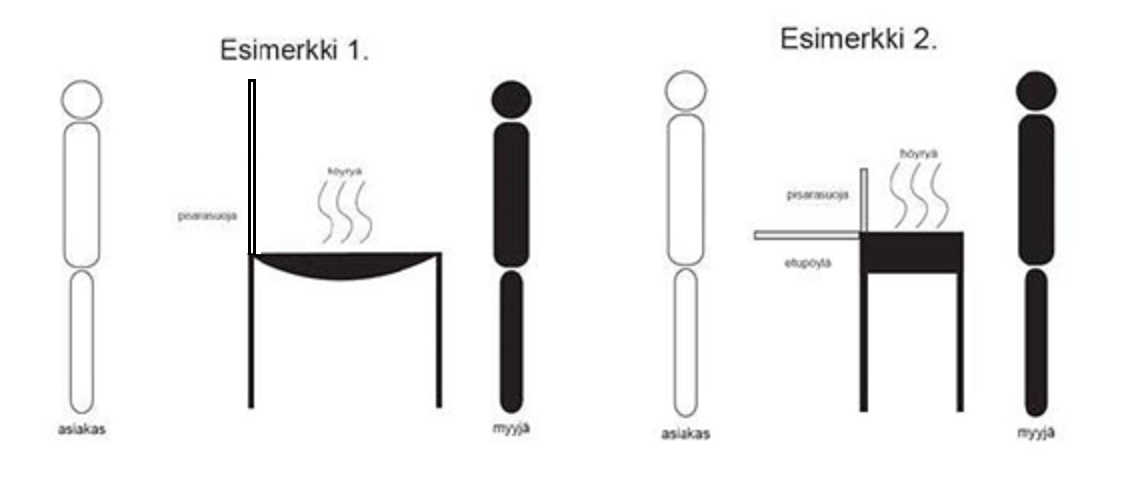 Esimerkki 1.
höyryä
pisarasuoja
asiakas
myyjä
Esimerkki 2.
höyryä
pisarasuoja
etupöytä
asiakas
myyjä